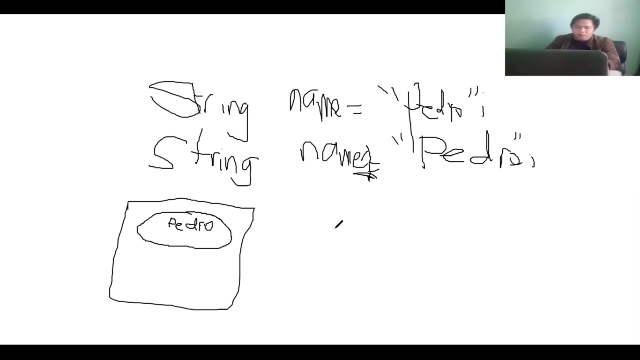 String name = "Pedro";
String name2 = "Pedro";
Pedro